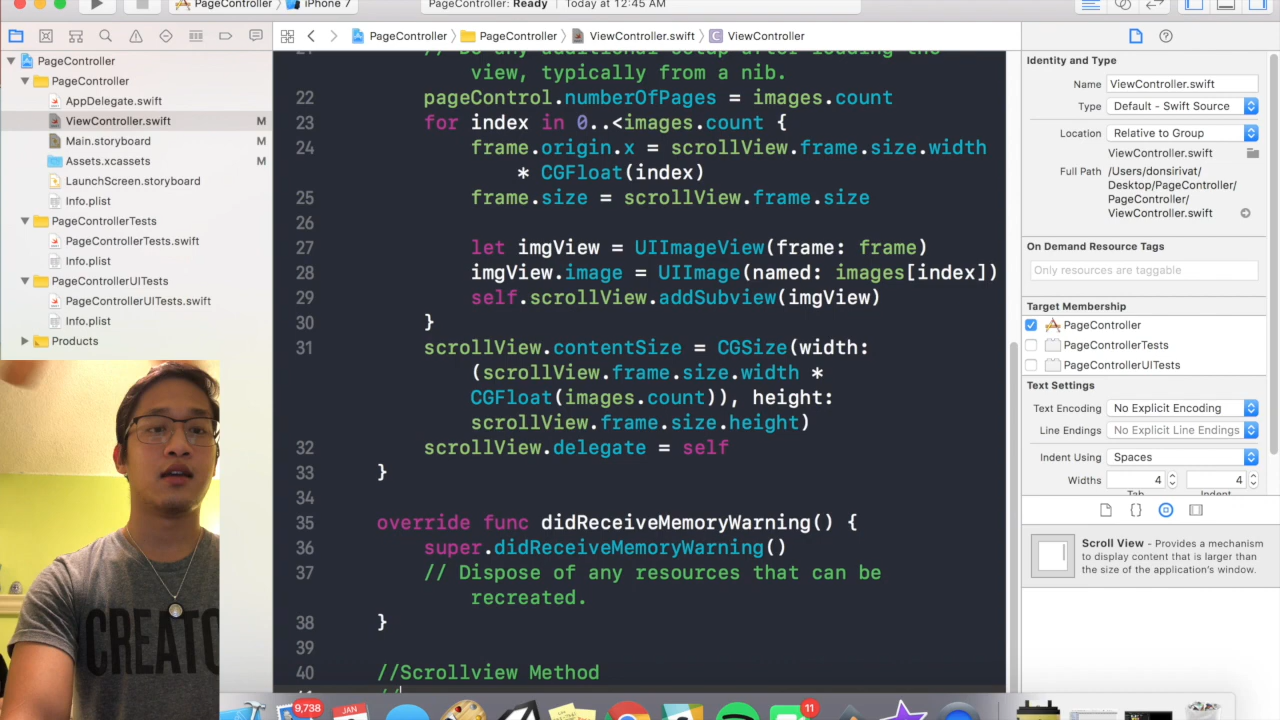 PageController
iPhone 7
PageController: Ready
Today at 12:45 AM
PageController
PageController
ViewController.swift
ViewController
PageController
PageController
AppDelegate.swift
ViewController.swift
M
Main.storyboard
M
Assets.xcassets
M
LaunchScreen.storyboard
Info.plist
PageControllerTests
PageControllerTests.swift
Info.plist
PageControllerUITests
PageControllerUITests.swift
Info.plist
Products
// Do any additional setup after loading the
view, typically from a nib.
22 pageControl.numberOfPages = images.count
23 for index in 0..<images.count {
24 frame.origin.x = scrollView.frame.size.width
* CGFloat(index)
25 frame.size = scrollView.frame.size
26
27 let imgView = UIImageView(frame: frame)
28 imgView.image = UIImage(named: images[index])
29 self.scrollView.addSubview(imgView)
30 }
31 scrollView.contentSize = CGSize(width:
(scrollView.frame.size.width *
CGFloat(images.count)), height:
scrollView.frame.size.height)
32 scrollView.delegate = self
33 }
34
35 override func didReceiveMemoryWarning() {
36 super.didReceiveMemoryWarning()
37 // Dispose of any resources that can be
recreated.
38 }
39
40 //Scrollview Method
//
Identity and Type
Name ViewController.swift
Type Default - Swift Source
Location Relative to Group
ViewController.swift
Full Path /Users/donsirivat/
Desktop/PageController/
PageController/
ViewController.swift
On Demand Resource Tags
Only resources are taggable
Target Membership
PageController
PageControllerTests
PageControllerUITests
Text Settings
Text Encoding No Explicit Encoding
Line Endings No Explicit Line Endings
Indent Using Spaces
Widths 4 4
Tab Indent
Scroll View - Provides a mechanism
to display content that is larger than
the size of the application's window.
CREATO
9,738
JAN
11